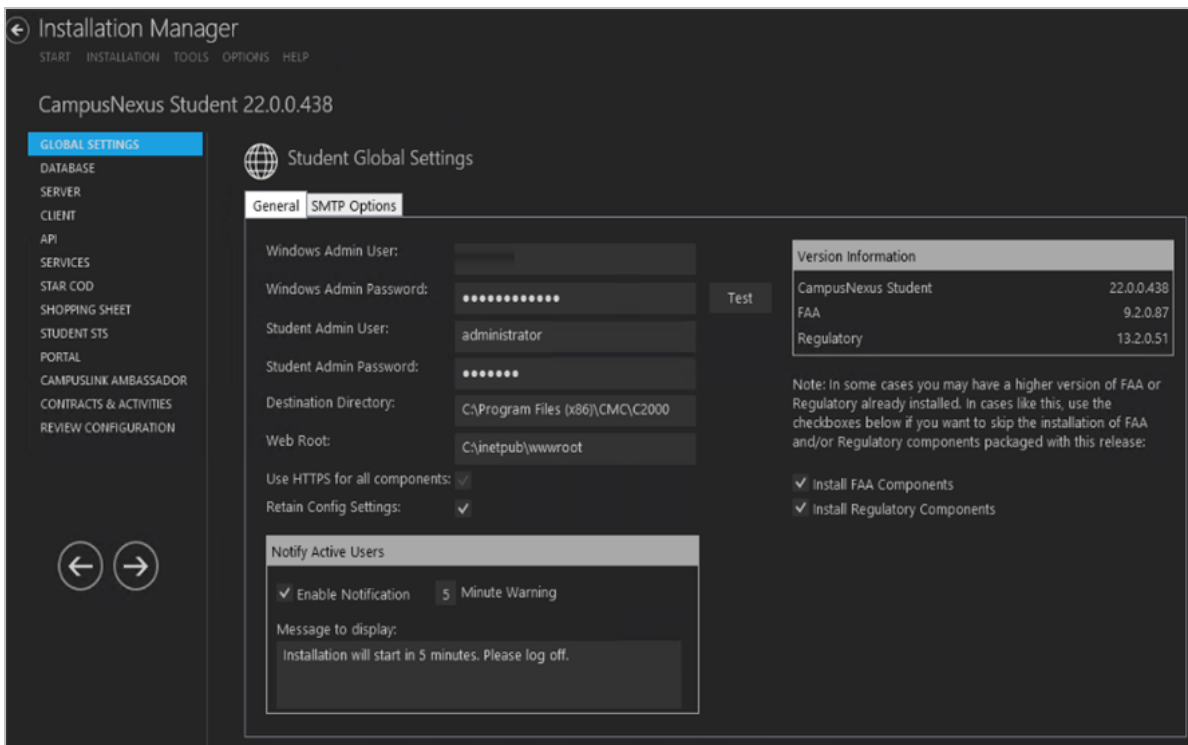 Installation Manager
START INSTALLATION TOOLS OPTIONS HELP
CampusNexus Student 22.0.0.438
GLOBAL SETTINGS
DATABASE
SERVER
CLIENT
API
SERVICES
STAR COD
SHOPPING SHEET
STUDENT STS
PORTAL
CAMPUSLINK AMBASSADOR
CONTRACTS & ACTIVITIES
REVIEW CONFIGURATION
Student Global Settings
General SMTP Options
Windows Admin User:
Windows Admin Password: ●●●●●●●●●●●● Test
Student Admin User: administrator
Student Admin Password: ●●●●●●●
Destination Directory: C:\Program Files (x86)\CMC\C2000
Web Root: C:\inetpub\wwwroot
Use HTTPS for all components:
Retain Config Settings:
Notify Active Users
Enable Notification 5 Minute Warning
Message to display:
Installation will start in 5 minutes. Please log off.
Version Information
CampusNexus Student 22.0.0.438
FAA 9.2.0.87
Regulatory 13.2.0.51
Note: In some cases you may have a higher version of FAA or
Regulatory already installed. In cases like this, use the
checkboxes below if you want to skip the installation of FAA
and/or Regulatory components packaged with this release:
Install FAA Components
Install Regulatory Components